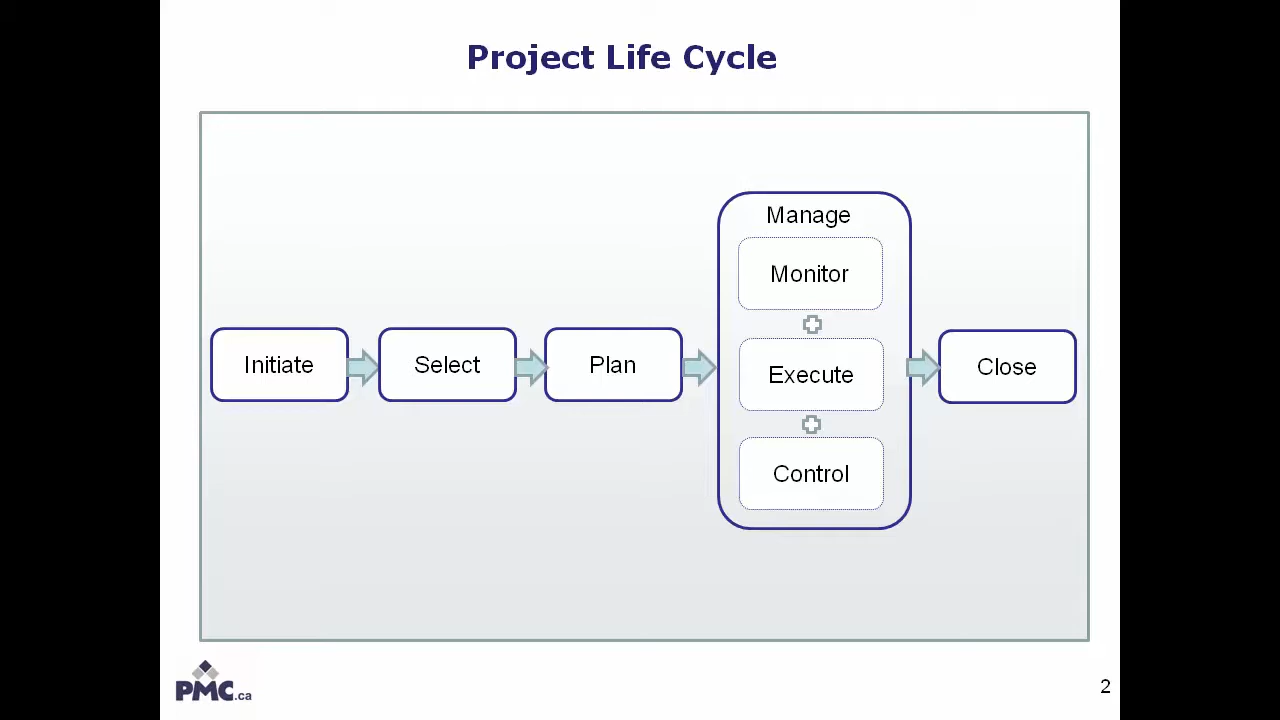 Project Life Cycle
Initiate
Select
Plan
Manage
Monitor
Execute
Control
Close
PMC.ca
2